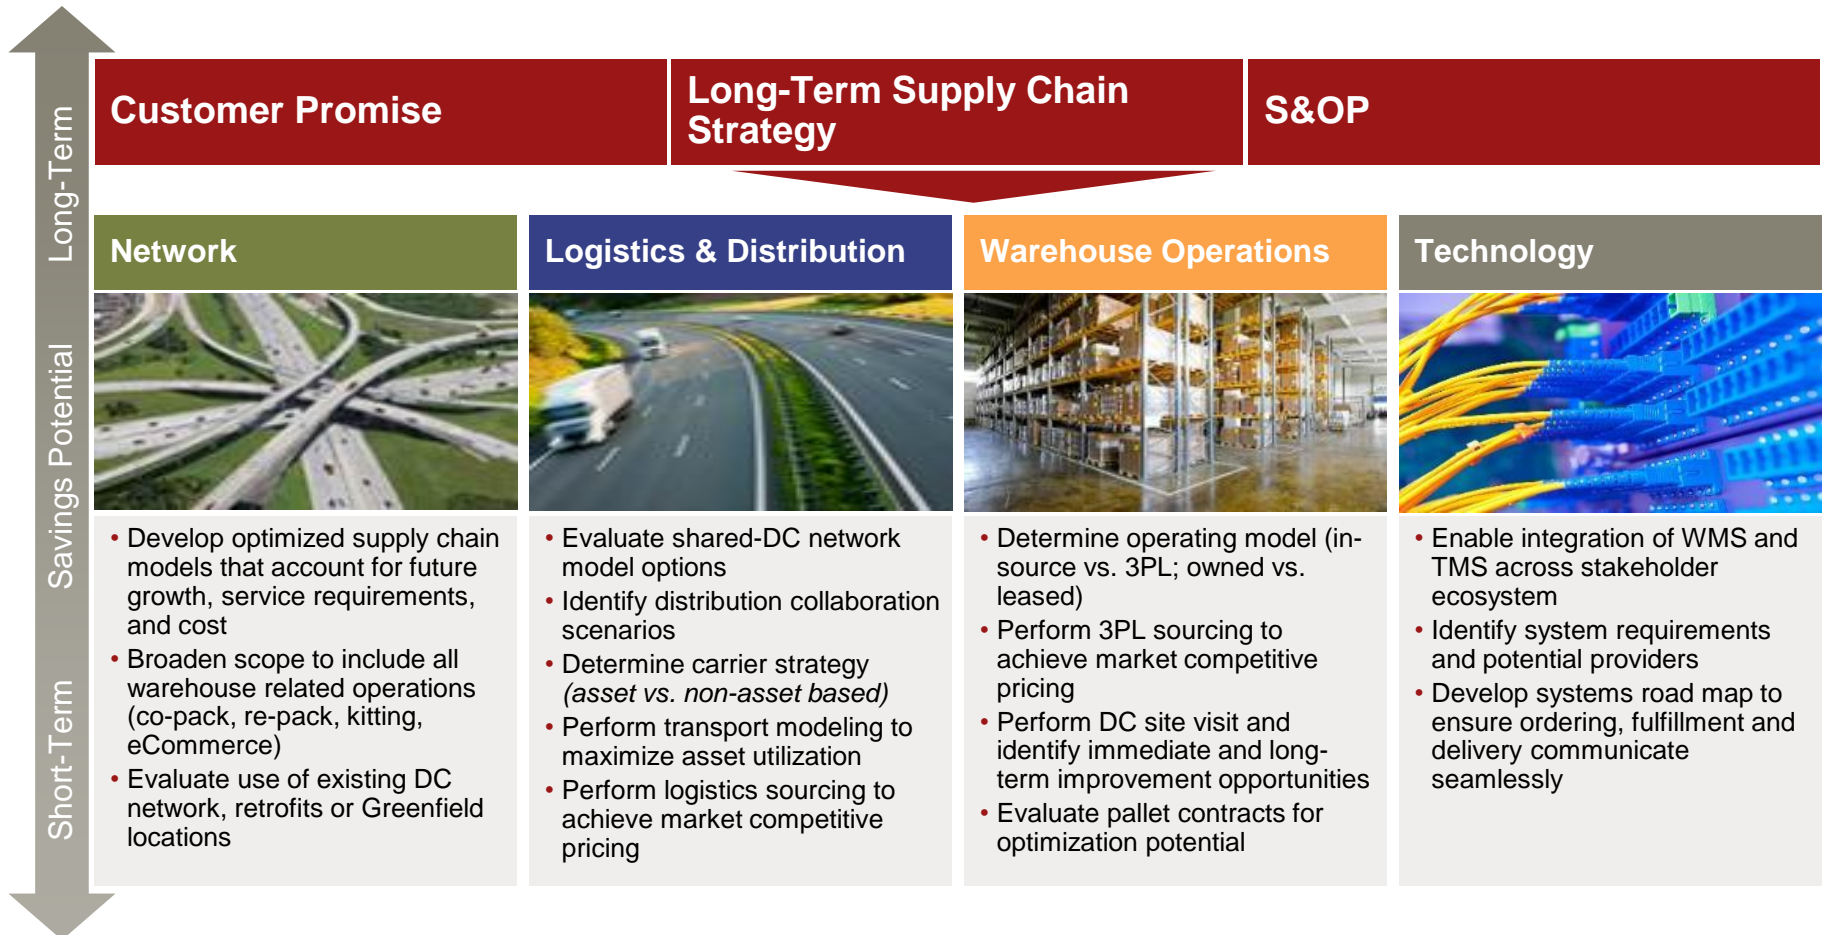 Customer Promise
Long-Term Supply Chain
Strategy
S&OP
Long-Term
Savings Potential
Short-Term
Network
• Develop optimized supply chain
models that account for future
growth, service requirements,
and cost
• Broaden scope to include all
warehouse related operations
(co-pack, re-pack, kitting,
eCommerce)
• Evaluate use of existing DC
network, retrofits or Greenfield
locations
Logistics & Distribution
• Evaluate shared-DC network
model options
• Identify distribution collaboration
scenarios
• Determine carrier strategy
(asset vs. non-asset based)
• Perform transport modeling to
maximize asset utilization
• Perform logistics sourcing to
achieve market competitive
pricing
Warehouse Operations
• Determine operating model (in-
source vs. 3PL; owned vs.
leased)
• Perform 3PL sourcing to
achieve market competitive
pricing
• Perform DC site visit and
identify immediate and long-
term improvement opportunities
• Evaluate pallet contracts for
optimization potential
Technology
• Enable integration of WMS and
TMS across stakeholder
ecosystem
• Identify system requirements
and potential providers
• Develop systems road map to
ensure ordering, fulfillment and
delivery communicate
seamlessly